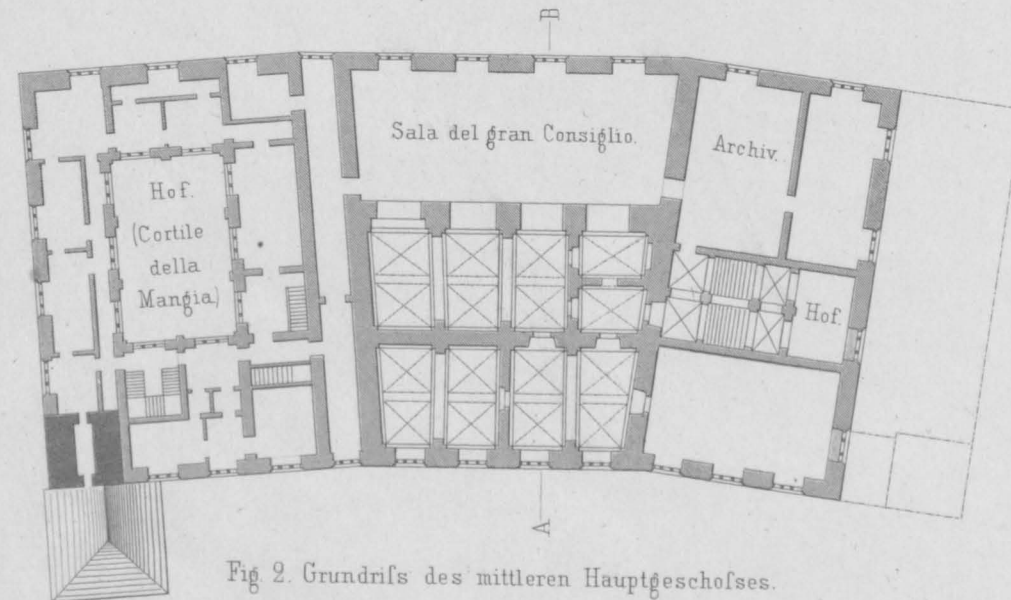 B
Sala del gran Consiglio.
Archiv.
Hof.
(Cortile
della
Mangia)
Hof.
A
Fig. 2. Grundriſs des mittleren Hauptgeschoſses.